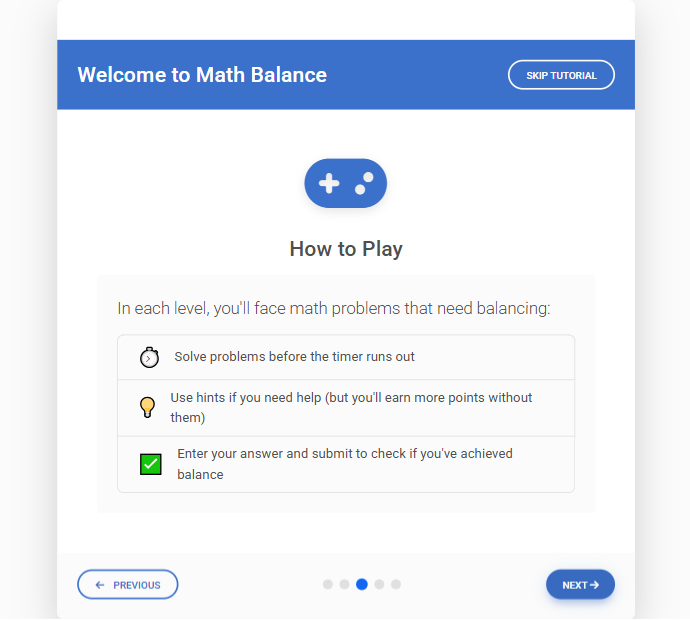 Welcome to Math Balance
SKIP TUTORIAL
How to Play
In each level, you'll face math problems that need balancing:
Solve problems before the timer runs out
Use hints if you need help (but you'll earn more points without
them)
Enter your answer and submit to check if you've achieved
balance
← PREVIOUS
NEXT →